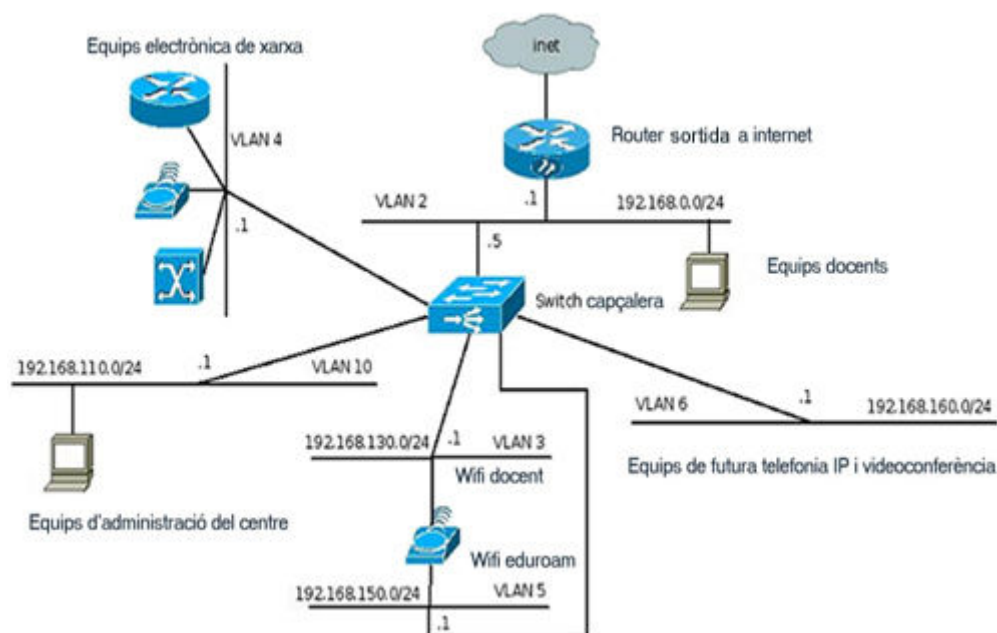 Equips electrònica de xarxa
inet
VLAN 4
Router sortida a internet
.1
VLAN 2
.1
192.168.0.0/24
.5
Equips docents
Switch capçalera
192.168.110.0/24
.1
VLAN 10
VLAN 6
.1
192.168.160.0/24
192.168.130.0/24
.1
VLAN 3
Wifi docent
Equips de futura telefonia IP i videoconferència
Equips d'administració del centre
Wifi eduroam
192.168.150.0/24
VLAN 5
.1